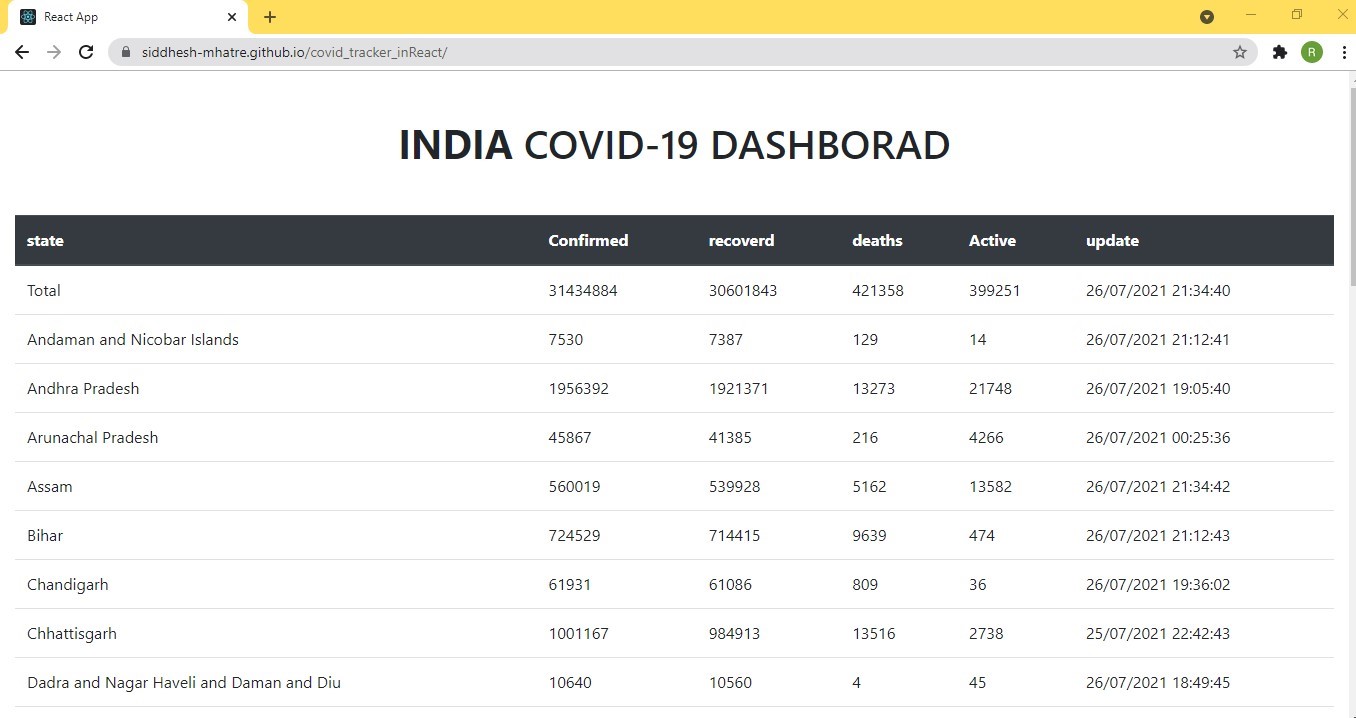 React App
siddhesh-mhatre.github.io/covid_tracker_inReact/
R
INDIA COVID-19 DASHBORAD
state Confirmed recoverd deaths Active update
Total 31434884 30601843 421358 399251 26/07/2021 21:34:40
Andaman and Nicobar Islands 7530 7387 129 14 26/07/2021 21:12:41
Andhra Pradesh 1956392 1921371 13273 21748 26/07/2021 19:05:40
Arunachal Pradesh 45867 41385 216 4266 26/07/2021 00:25:36
Assam 560019 539928 5162 13582 26/07/2021 21:34:42
Bihar 724529 714415 9639 474 26/07/2021 21:12:43
Chandigarh 61931 61086 809 36 26/07/2021 19:36:02
Chhattisgarh 1001167 984913 13516 2738 25/07/2021 22:42:43
Dadra and Nagar Haveli and Daman and Diu 10640 10560 4 45 26/07/2021 18:49:45